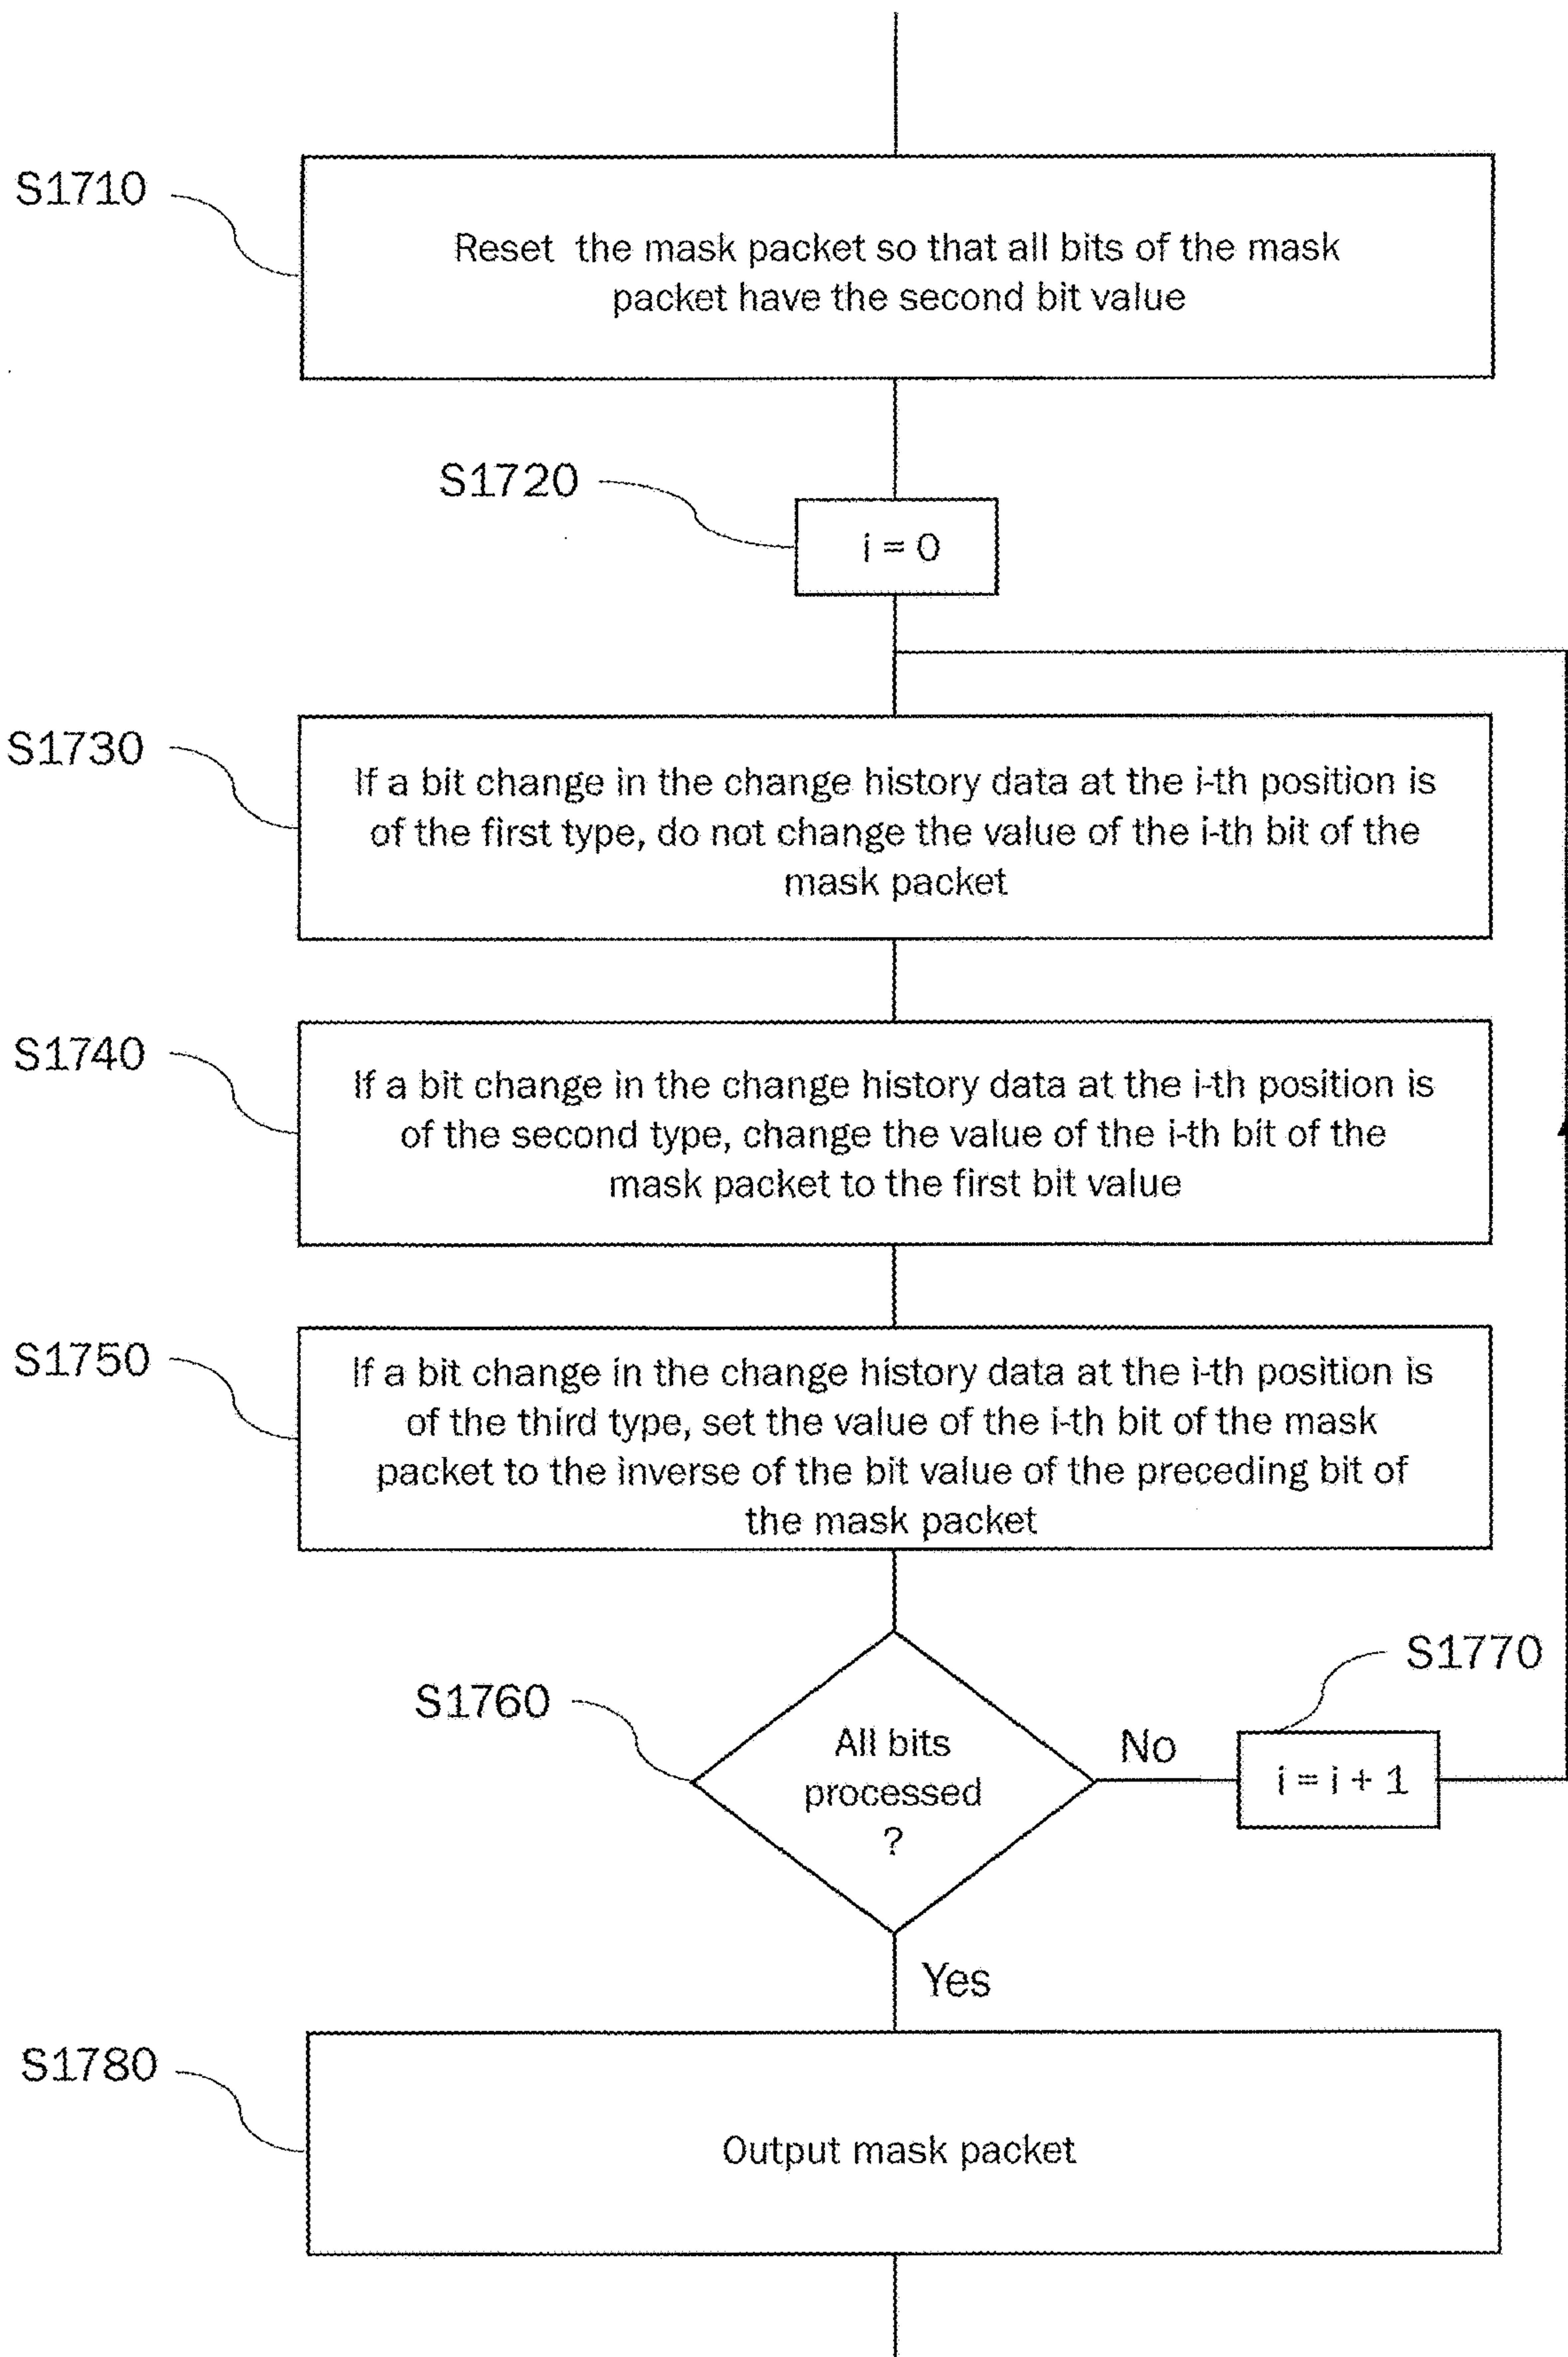 S1710
Reset the mask packet so that all bits of the mask
packet have the second bit value
S1720
i = 0
S1730
If a bit change in the change history data at the i-th position is
of the first type, do not change the value of the i-th bit of the
mask packet
S1740
If a bit change in the change history data at the i-th position is
of the second type, change the value of the i-th bit of the
mask packet to the first bit value
S1750
If a bit change in the change history data at the i-th position is
of the third type, set the value of the i-th bit of the mask
packet to the inverse of the bit value of the preceding bit of
the mask packet
S1760
All bits
processed
?
No
S1770
i = i + 1
Yes
S1780
Output mask packet